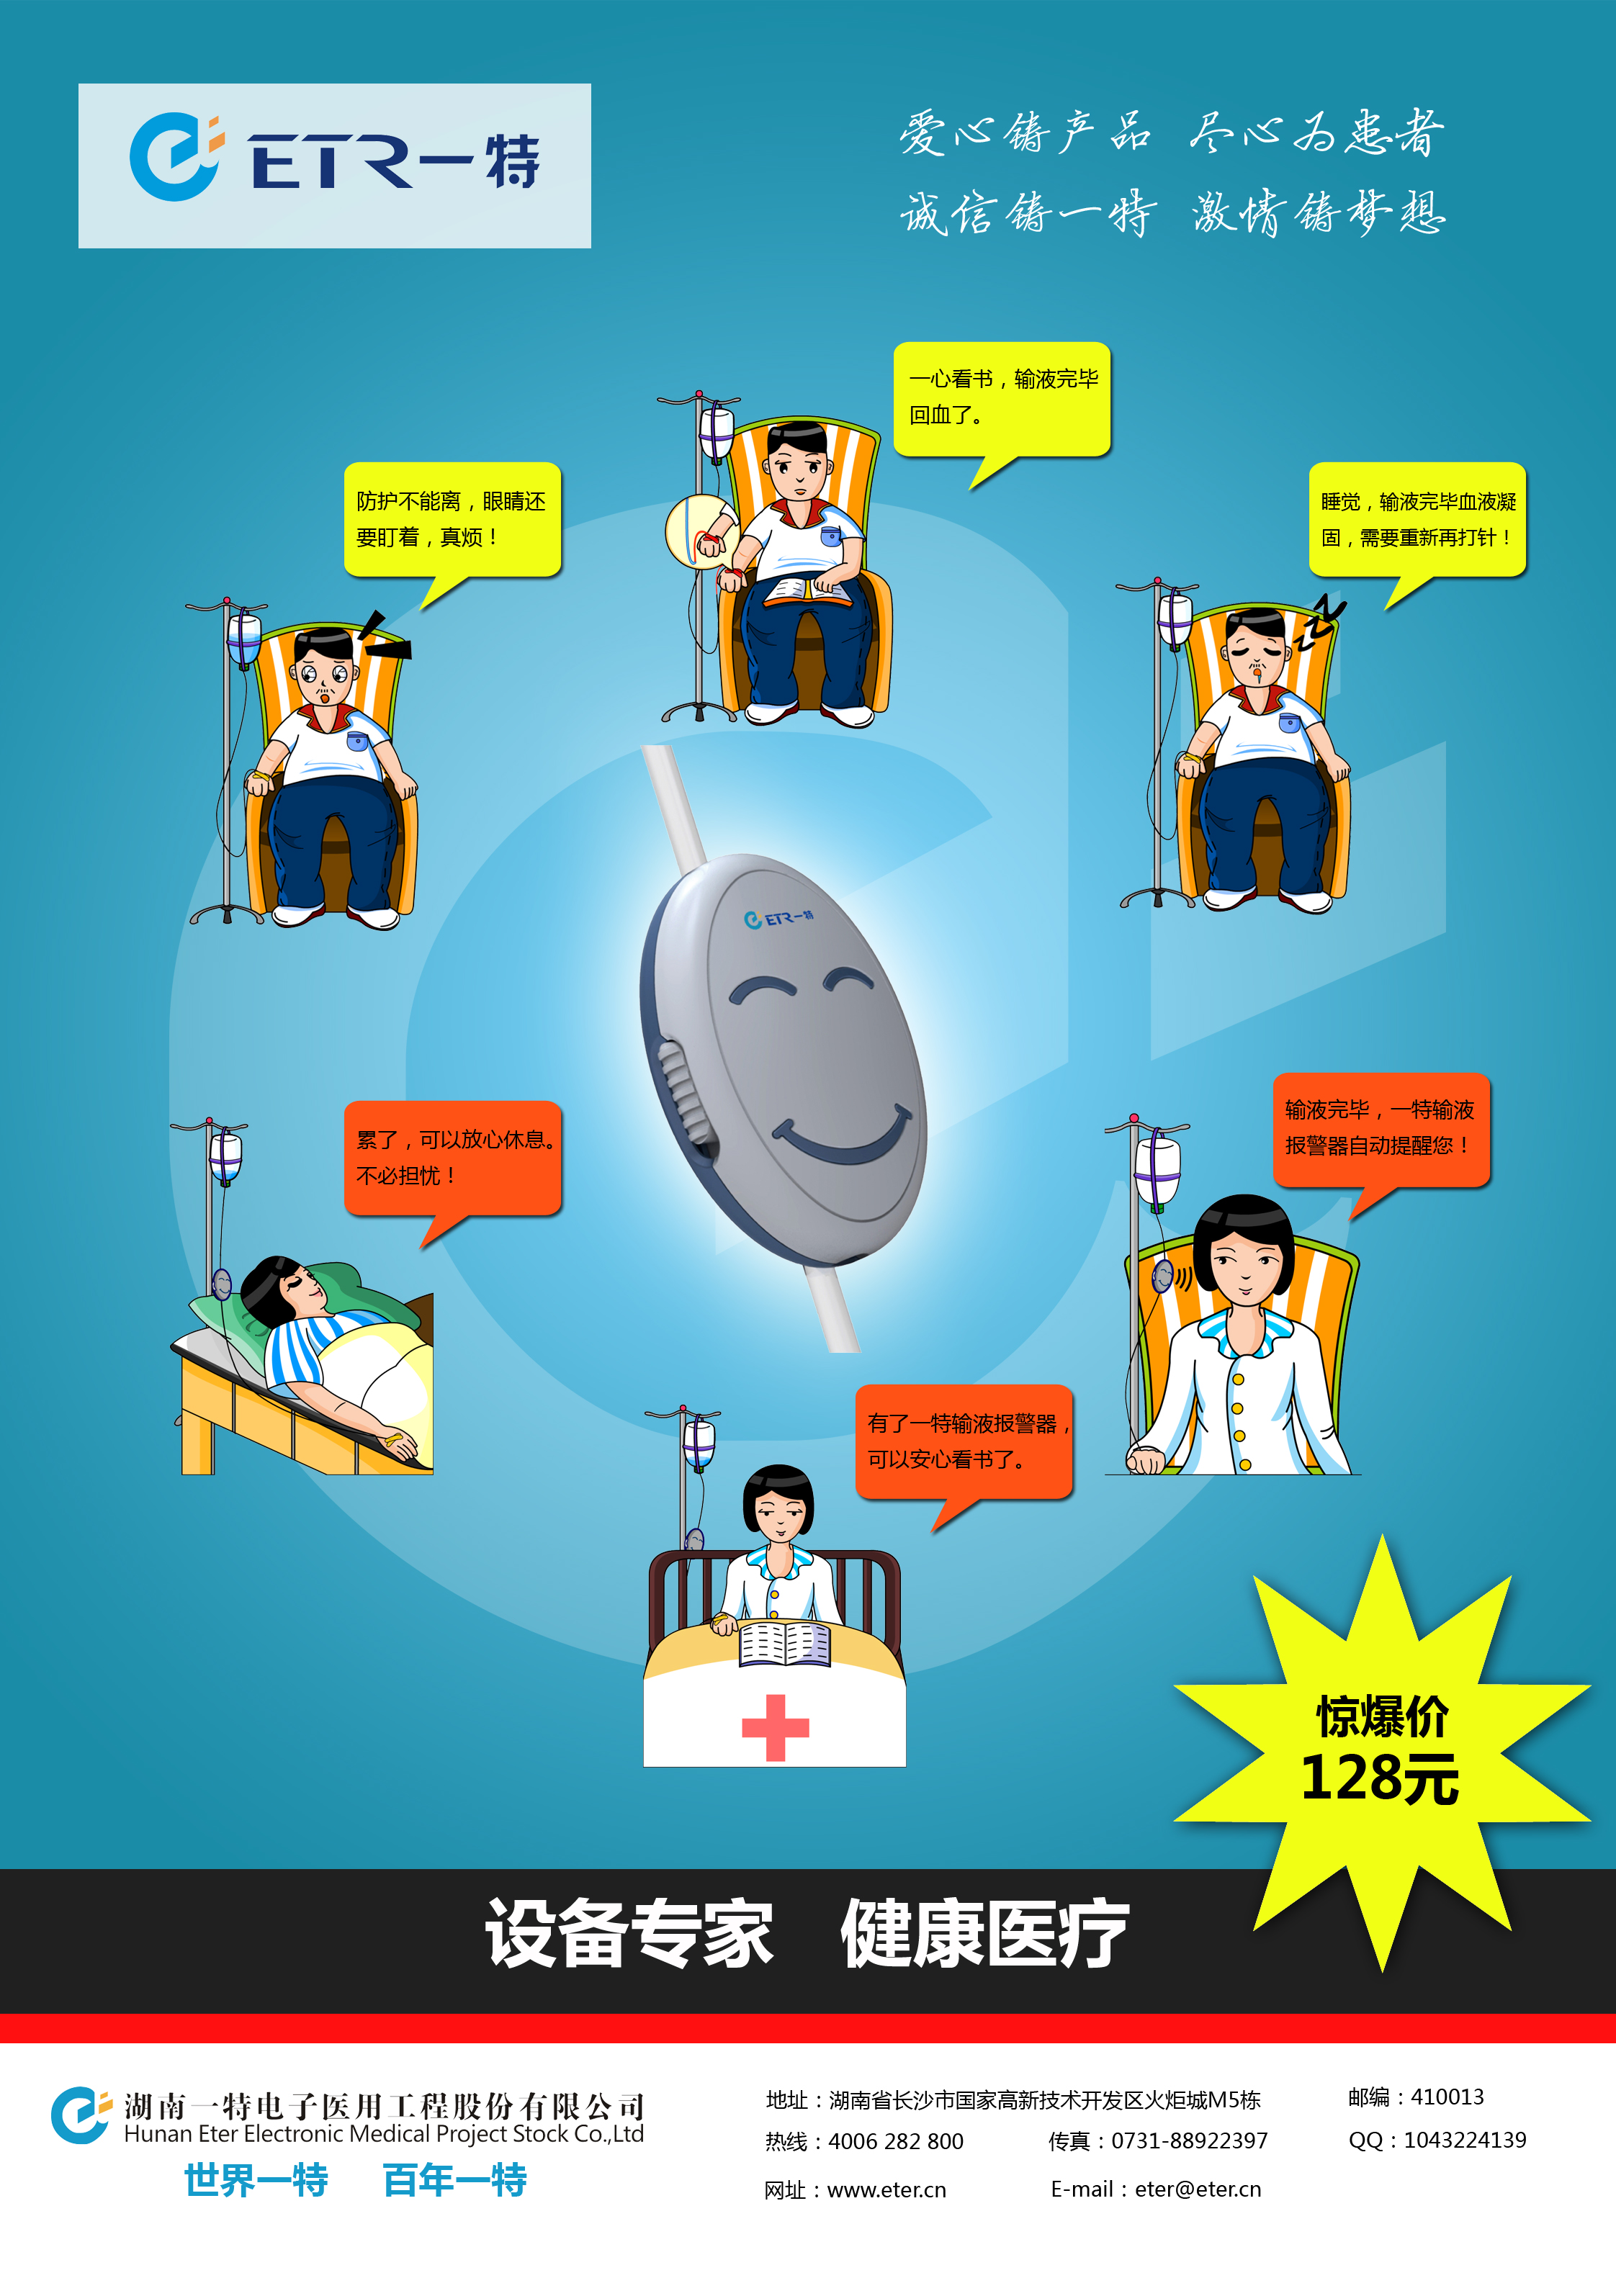 ETR一特
爱心铸产品 尽心为患者
诚信铸一特 激情铸梦想
一心看书，输液完毕
回血了。
防护不能离，眼睛还
要盯着，真烦！
睡觉，输液完毕血液凝
固，需要重新再打针！
zzz
ETR一特
累了，可以放心休息。
不必担忧！
输液完毕，一特输液
报警器自动提醒您！
有了一特输液报警器，
可以安心看书了。
惊爆价
128元
设备专家 健康医疗
湖南一特电子医用工程股份有限公司
Hunan Eter Electronic Medical Project Stock Co.,Ltd
世界一特 百年一特
地址：湖南省长沙市国家高新技术开发区火炬城M5栋 邮编：410013
热线：4006 282 800 传真：0731-88922397 QQ：1043224139
网址：www.eter.cn E-mail：eter@eter.cn